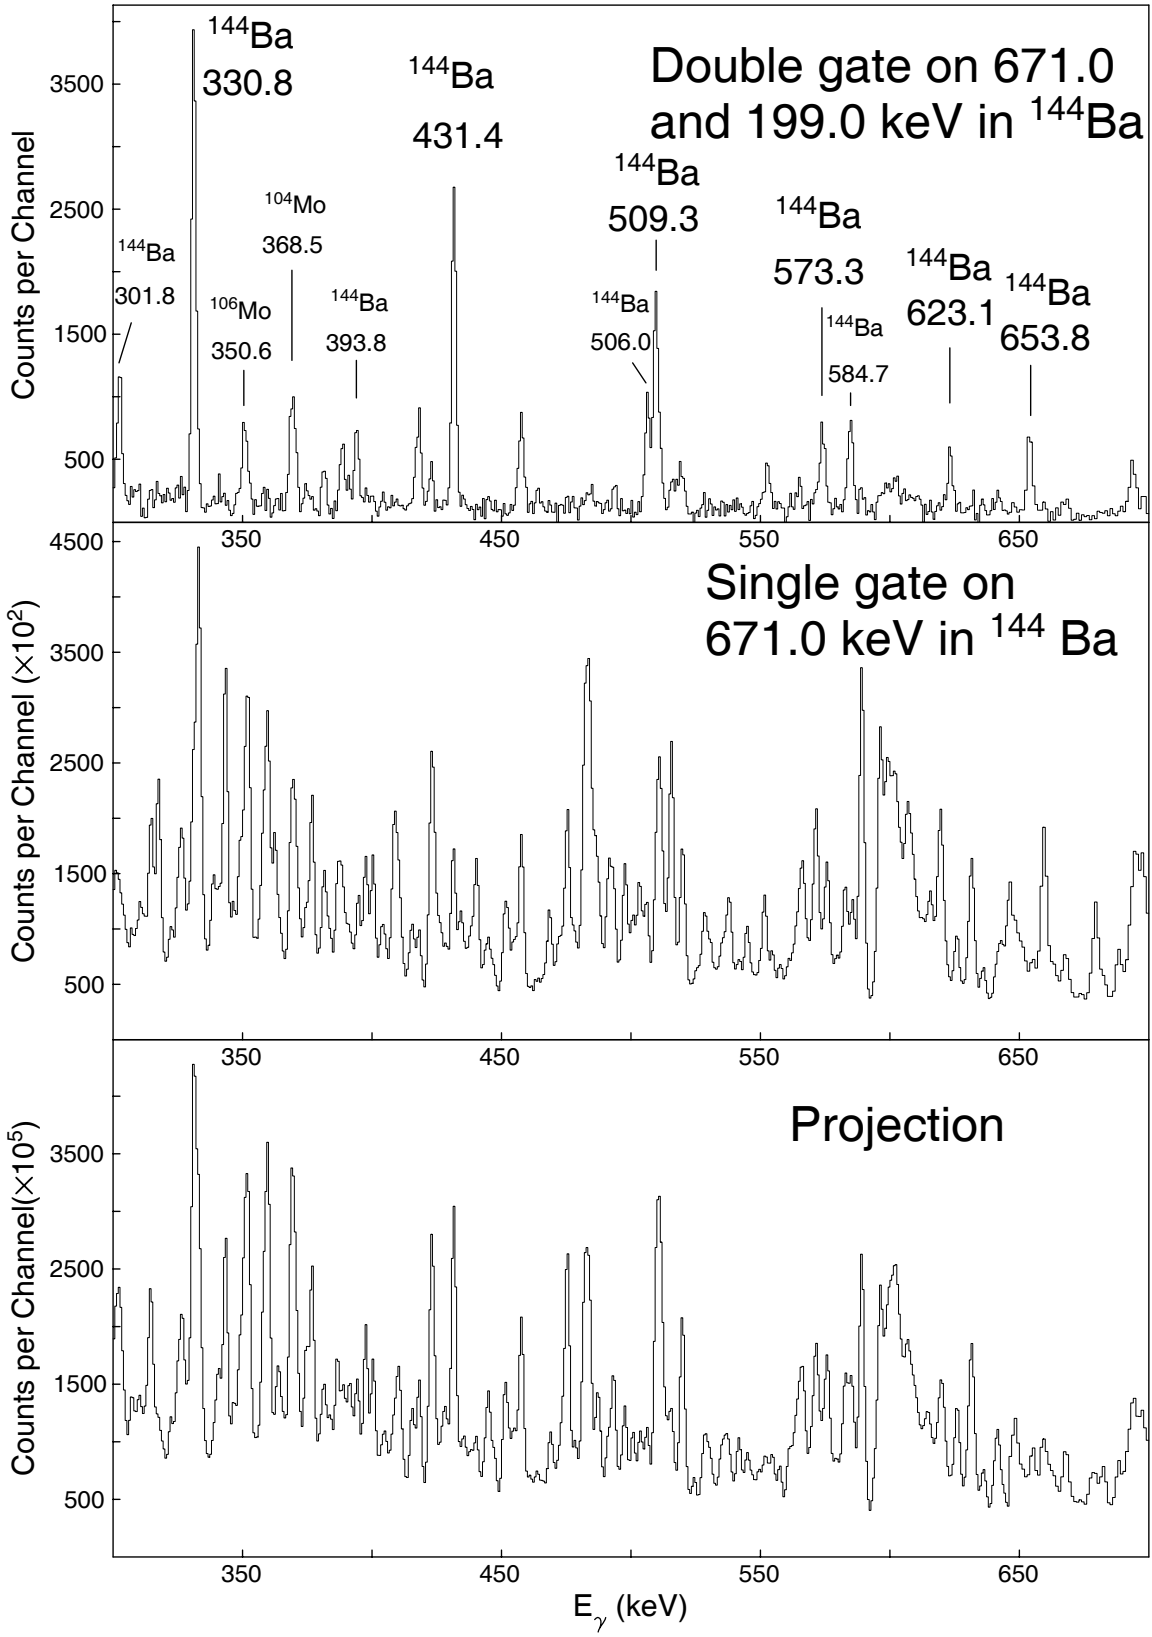 ¹⁴⁴Ba
330.8
¹⁴⁴Ba
431.4
Double gate on 671.0
and 199.0 keV in ¹⁴⁴Ba
¹⁴⁴Ba
301.8
¹⁰⁶Mo
350.6
¹⁰⁴Mo
368.5
¹⁴⁴Ba
393.8
¹⁴⁴Ba
506.0
¹⁴⁴Ba
509.3
¹⁴⁴Ba
573.3
¹⁴⁴Ba
584.7
¹⁴⁴Ba
623.1
¹⁴⁴Ba
653.8
3500
2500
1500
500
Counts per Channel
350 450 550 650
Single gate on
671.0 keV in ¹⁴⁴ Ba
4500
3500
2500
1500
500
Counts per Channel (×10²)
350 450 550 650
Projection
3500
2500
1500
500
Counts per Channel(×10⁵)
350 450 550 650
Eᵧ (keV)